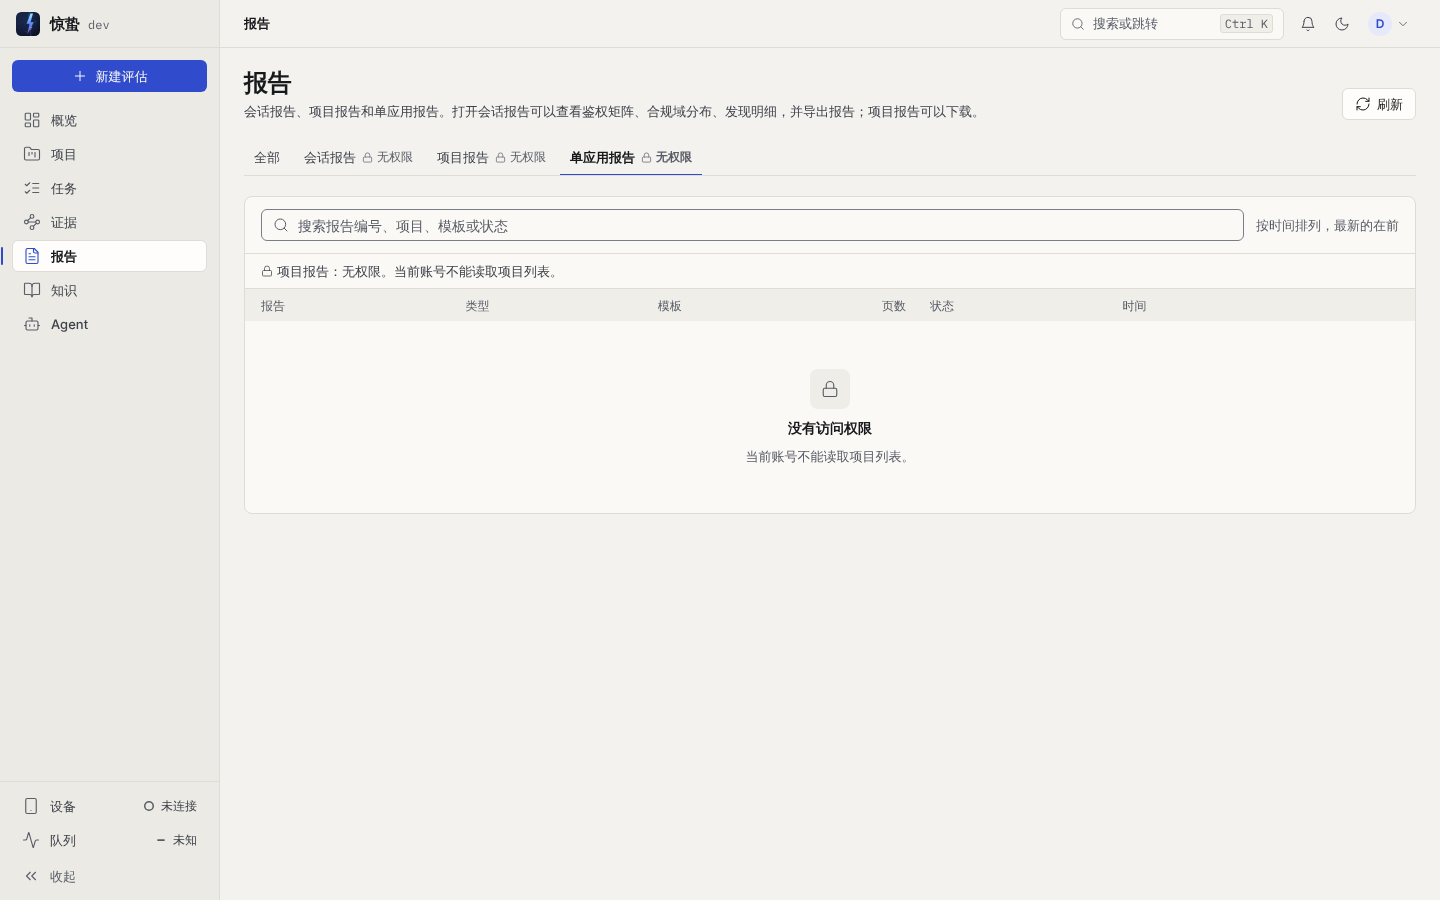 惊蛰 dev
报告
搜索或跳转 Ctrl K
D
新建评估
概览
项目
任务
证据
报告
知识
Agent
设备 未连接
队列 未知
收起
报告
会话报告、项目报告和单应用报告。打开会话报告可以查看鉴权矩阵、合规域分布、发现明细，并导出报告；项目报告可以下载。
刷新
全部 会话报告 无权限 项目报告 无权限 单应用报告 无权限
搜索报告编号、项目、模板或状态
按时间排列，最新的在前
项目报告：无权限。当前账号不能读取项目列表。
报告 类型 模板 页数 状态 时间
没有访问权限
当前账号不能读取项目列表。